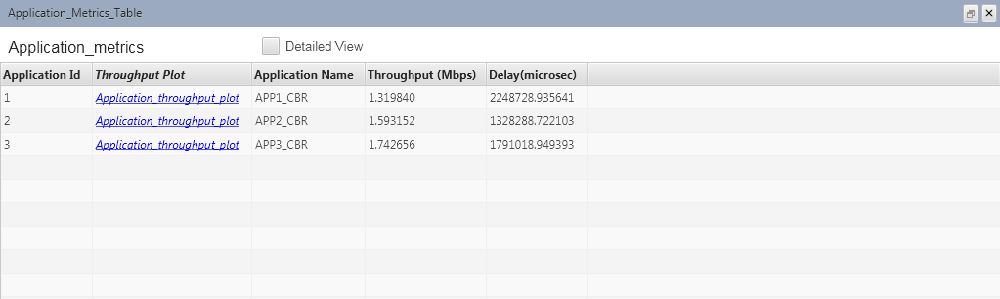 Application_Metrics_Table
Application_metrics Detailed View
Application Id Throughput Plot Application Name Throughput (Mbps) Delay(microsec)
1 Application_throughput_plot APP1_CBR 1.319840 2248728.935641
2 Application_throughput_plot APP2_CBR 1.593152 1328288.722103
3 Application_throughput_plot APP3_CBR 1.742656 1791018.949393